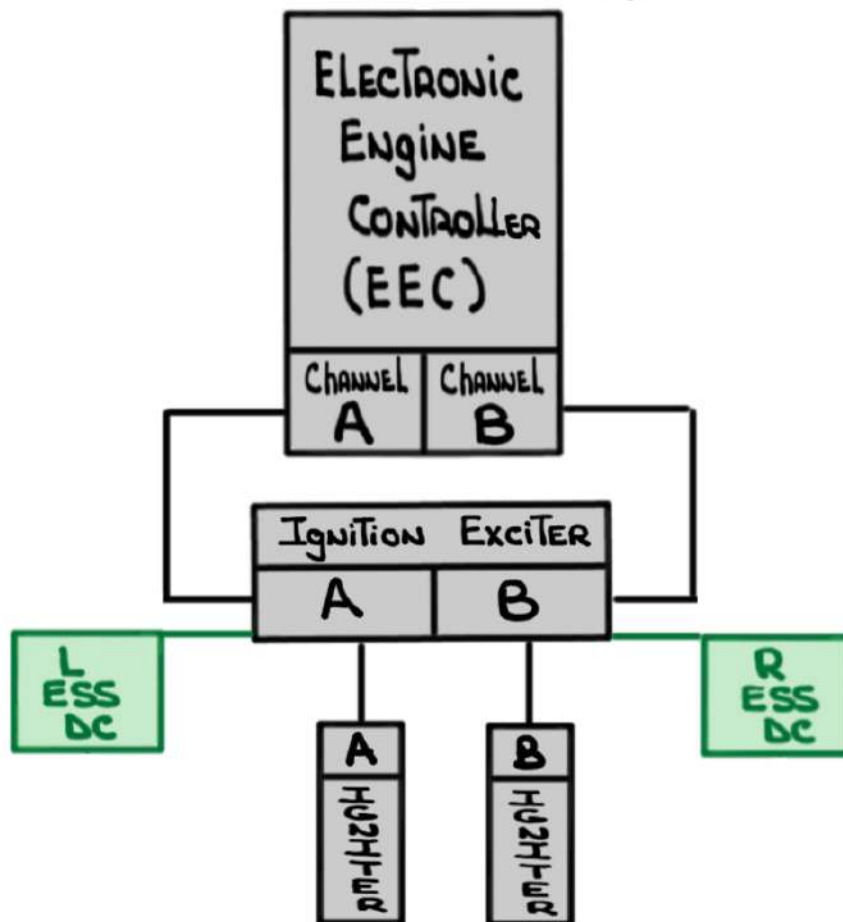 ELECTRONIC
ENGINE
CONTROLLER
(EEC)
CHANNEL CHANNEL
A B
IGNITION EXCITER
A B
L
ESS
DC
R
ESS
DC
A
IGNITER
B
IGNITER